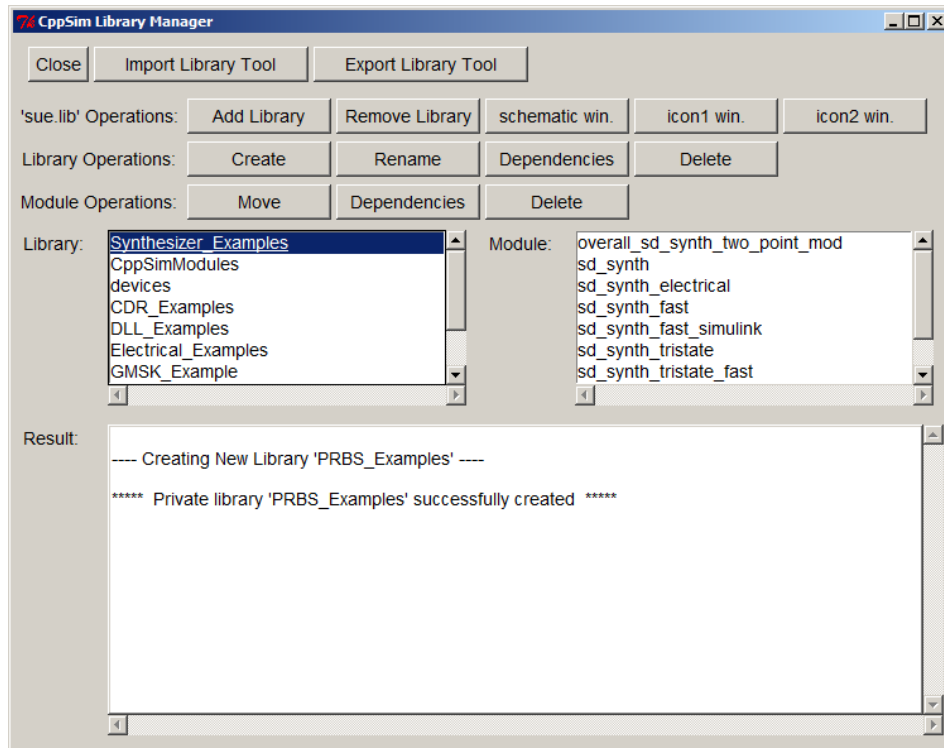 CppSim Library Manager
Close Import Library Tool Export Library Tool
'sue.lib' Operations: Add Library Remove Library schematic win. icon1 win. icon2 win.
Library Operations: Create Rename Dependencies Delete
Module Operations: Move Dependencies Delete
Library: Synthesizer_Examples Module: overall_sd_synth_two_point_mod
CppSimModules sd_synth
devices sd_synth_electrical
CDR_Examples sd_synth_fast
DLL_Examples sd_synth_fast_simulink
Electrical_Examples sd_synth_tristate
GMSK_Example sd_synth_tristate_fast
Result:
---- Creating New Library 'PRBS_Examples' ----
***** Private library 'PRBS_Examples' successfully created *****